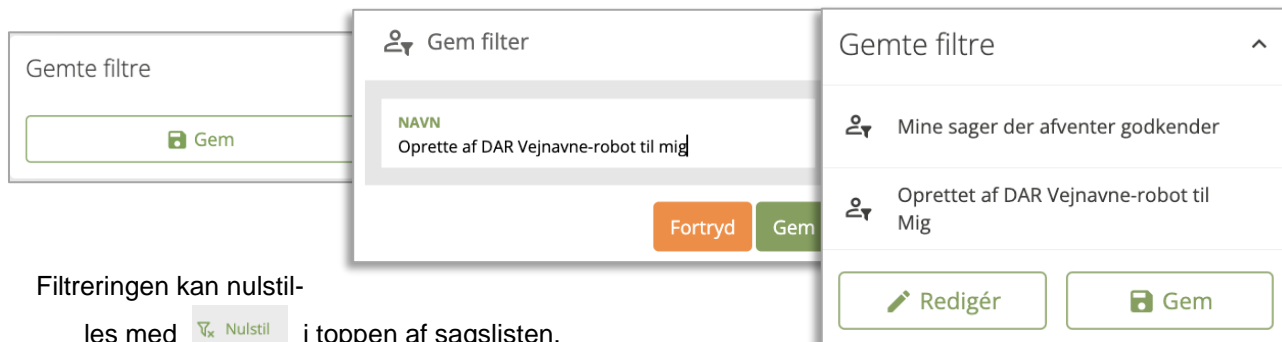 Gemte filtre
Gem
Gem filter
NAVN
Oprette af DAR Vejnavne-robot til mig
Fortryd
Gem
Gemte filtre
Mine sager der afventer godkender
Oprettet af DAR Vejnavne-robot til
Mig
Redigér
Gem
Filtreringen kan nulstil-
les med Nulstil i toppen af sagslisten.